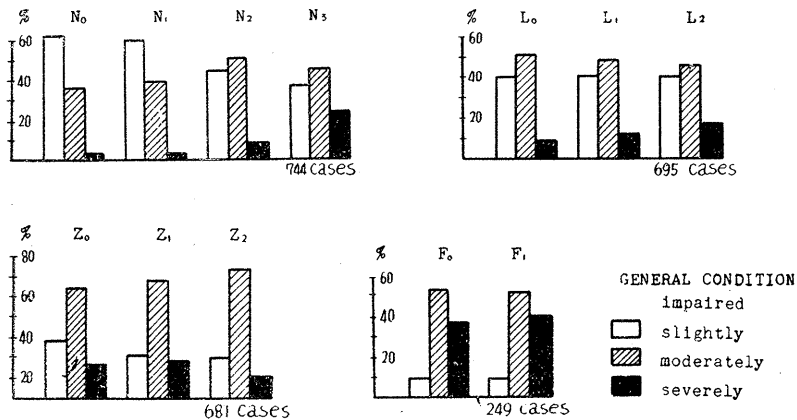 % N₀ N₁ N₂ N₃
60
40
20
744 cases
% L₀ L₁ L₂
60
40
20
695 cases
% Z₀ Z₁ Z₂
80
60
40
20
681 cases
% F₀ F₁
60
40
20
249 cases
GENERAL CONDITION
impaired
slightly
moderately
severely